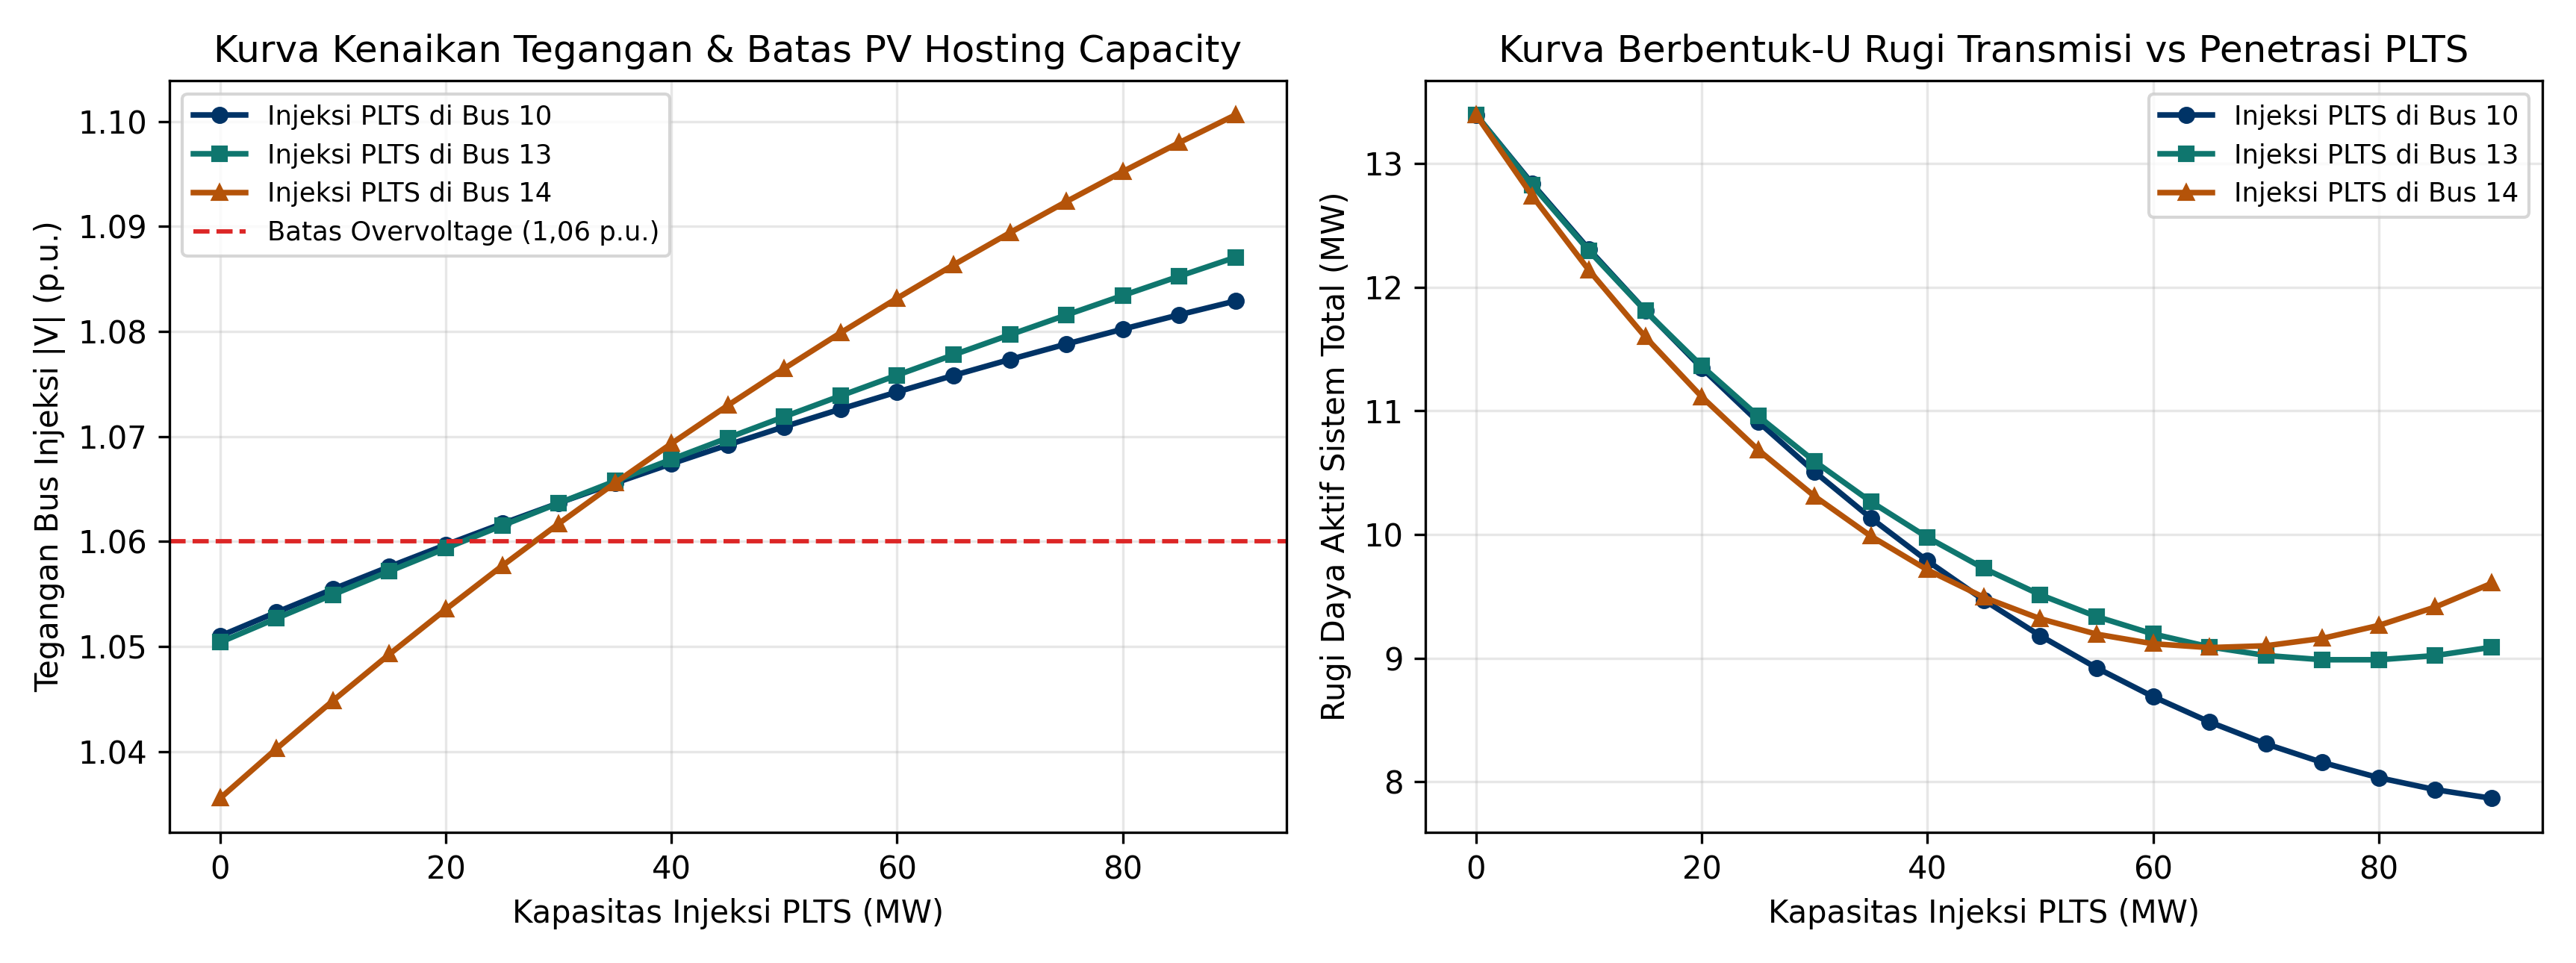 Kurva Kenaikan Tegangan & Batas PV Hosting Capacity
Injeksi PLTS di Bus 10
Injeksi PLTS di Bus 13
Injeksi PLTS di Bus 14
Batas Overvoltage (1,06 p.u.)
Tegangan Bus Injeksi |V| (p.u.)
1.10
1.09
1.08
1.07
1.06
1.05
1.04
0 20 40 60 80
Kapasitas Injeksi PLTS (MW)
Kurva Berbentuk-U Rugi Transmisi vs Penetrasi PLTS
Injeksi PLTS di Bus 10
Injeksi PLTS di Bus 13
Injeksi PLTS di Bus 14
Rugi Daya Aktif Sistem Total (MW)
13
12
11
10
9
8
0 20 40 60 80
Kapasitas Injeksi PLTS (MW)